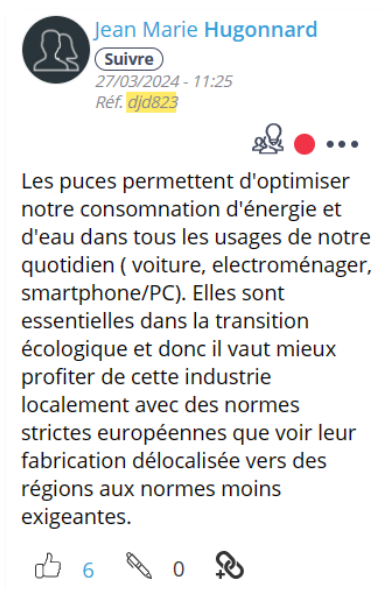 Jean Marie Hugonnard
Suivre
27/03/2024 - 11:25
Réf. djd823
Les puces permettent d'optimiser
notre consomnation d'énergie et
d'eau dans tous les usages de notre
quotidien ( voiture, electroménager,
smartphone/PC). Elles sont
essentielles dans la transition
écologique et donc il vaut mieux
profiter de cette industrie
localement avec des normes
strictes européennes que voir leur
fabrication délocalisée vers des
régions aux normes moins
exigeantes.
6 0